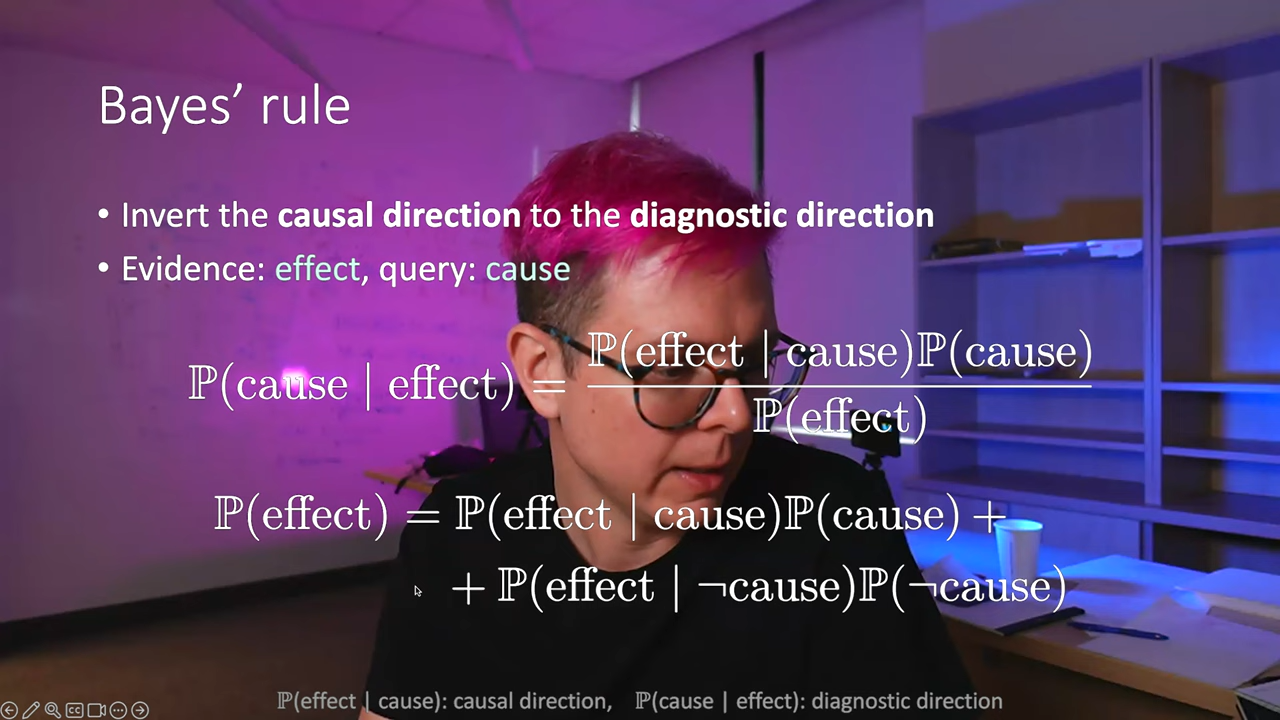 Bayes’ rule
• Invert the causal direction to the diagnostic direction
• Evidence: effect, query: cause
ℙ(cause | effect) = ℙ(effect | cause)ℙ(cause) / ℙ(effect)
ℙ(effect) = ℙ(effect | cause)ℙ(cause) +
+ ℙ(effect | ¬cause)ℙ(¬cause)
ℙ(effect | cause): causal direction, ℙ(cause | effect): diagnostic direction